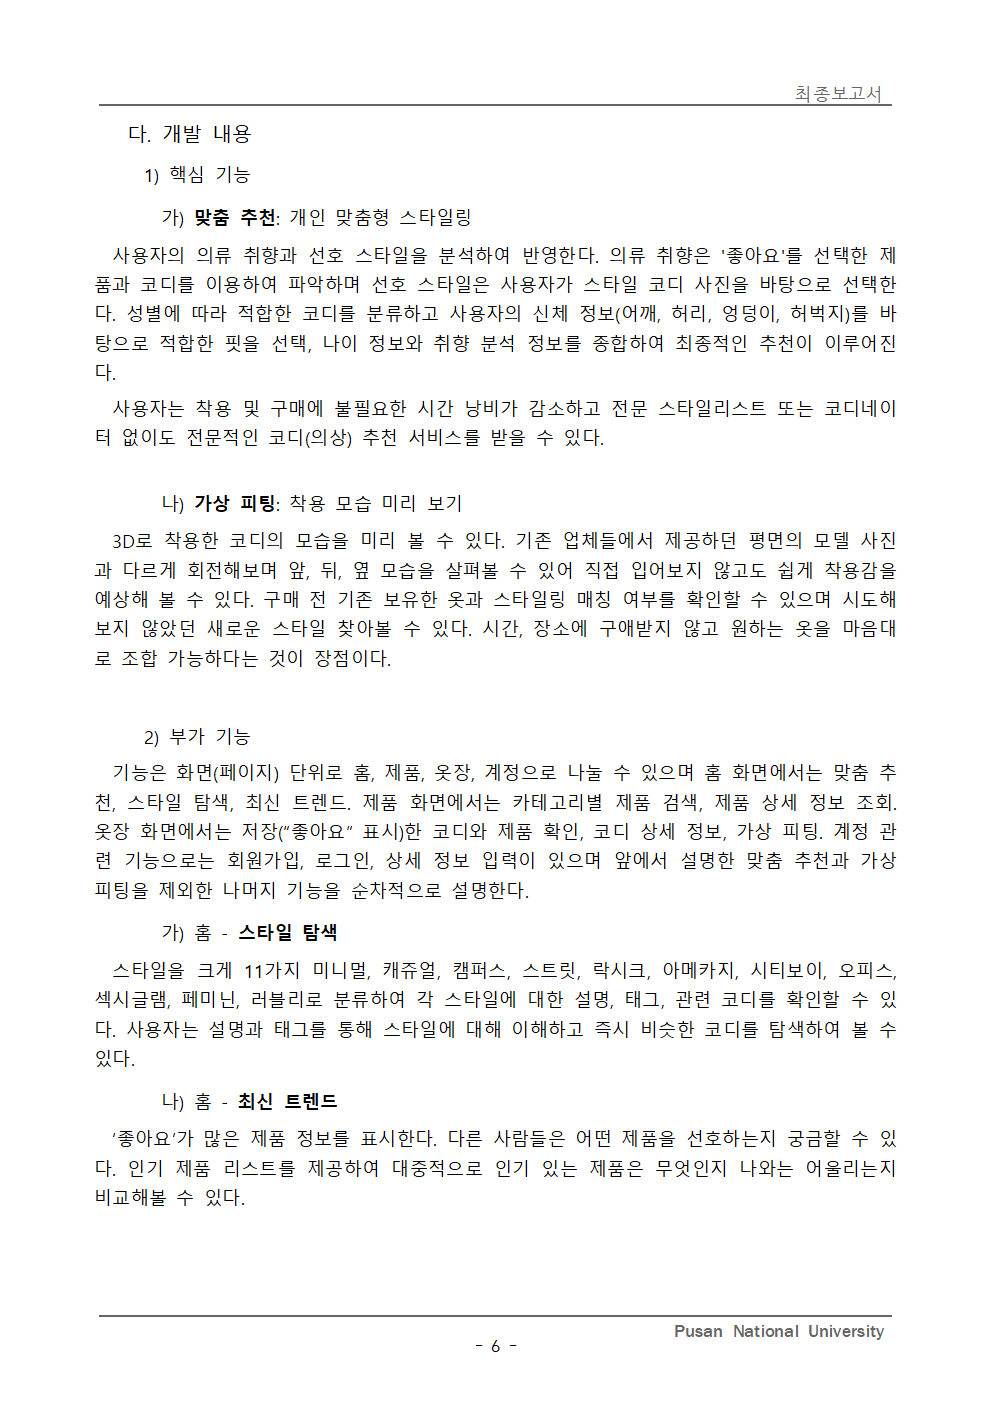 최종보고서
다. 개발 내용
1) 핵심 기능
가) 맞춤 추천: 개인 맞춤형 스타일링
사용자의 의류 취향과 선호 스타일을 분석하여 반영한다. 의류 취향은 '좋아요'를 선택한 제
품과 코디를 이용하여 파악하며 선호 스타일은 사용자가 스타일 코디 사진을 바탕으로 선택한
다. 성별에 따라 적합한 코디를 분류하고 사용자의 신체 정보(어깨, 허리, 엉덩이, 허벅지)를 바
탕으로 적합한 핏을 선택, 나이 정보와 취향 분석 정보를 종합하여 최종적인 추천이 이루어진
다.
사용자는 착용 및 구매에 불필요한 시간 낭비가 감소하고 전문 스타일리스트 또는 코디네이
터 없이도 전문적인 코디(의상) 추천 서비스를 받을 수 있다.
나) 가상 피팅: 착용 모습 미리 보기
3D로 착용한 코디의 모습을 미리 볼 수 있다. 기존 업체들에서 제공하던 평면의 모델 사진
과 다르게 회전해보며 앞, 뒤, 옆 모습을 살펴볼 수 있어 직접 입어보지 않고도 쉽게 착용감을
예상해 볼 수 있다. 구매 전 기존 보유한 옷과 스타일링 매칭 여부를 확인할 수 있으며 시도해
보지 않았던 새로운 스타일 찾아볼 수 있다. 시간, 장소에 구애받지 않고 원하는 옷을 마음대
로 조합 가능하다는 것이 장점이다.
2) 부가 기능
기능은 화면(페이지) 단위로 홈, 제품, 옷장, 계정으로 나눌 수 있으며 홈 화면에서는 맞춤 추
천, 스타일 탐색, 최신 트렌드. 제품 화면에서는 카테고리별 제품 검색, 제품 상세 정보 조회.
옷장 화면에서는 저장(“좋아요” 표시)한 코디와 제품 확인, 코디 상세 정보, 가상 피팅. 계정 관
련 기능으로는 회원가입, 로그인, 상세 정보 입력이 있으며 앞에서 설명한 맞춤 추천과 가상
피팅을 제외한 나머지 기능을 순차적으로 설명한다.
가) 홈 - 스타일 탐색
스타일을 크게 11가지 미니멀, 캐쥬얼, 캠퍼스, 스트릿, 락시크, 아메카지, 시티보이, 오피스,
섹시글램, 페미닌, 러블리로 분류하여 각 스타일에 대한 설명, 태그, 관련 코디를 확인할 수 있
다. 사용자는 설명과 태그를 통해 스타일에 대해 이해하고 즉시 비슷한 코디를 탐색하여 볼 수
있다.
나) 홈 - 최신 트렌드
‘좋아요’가 많은 제품 정보를 표시한다. 다른 사람들은 어떤 제품을 선호하는지 궁금할 수 있
다. 인기 제품 리스트를 제공하여 대중적으로 인기 있는 제품은 무엇인지 나와는 어울리는지
비교해볼 수 있다.
Pusan National University
- 6 -